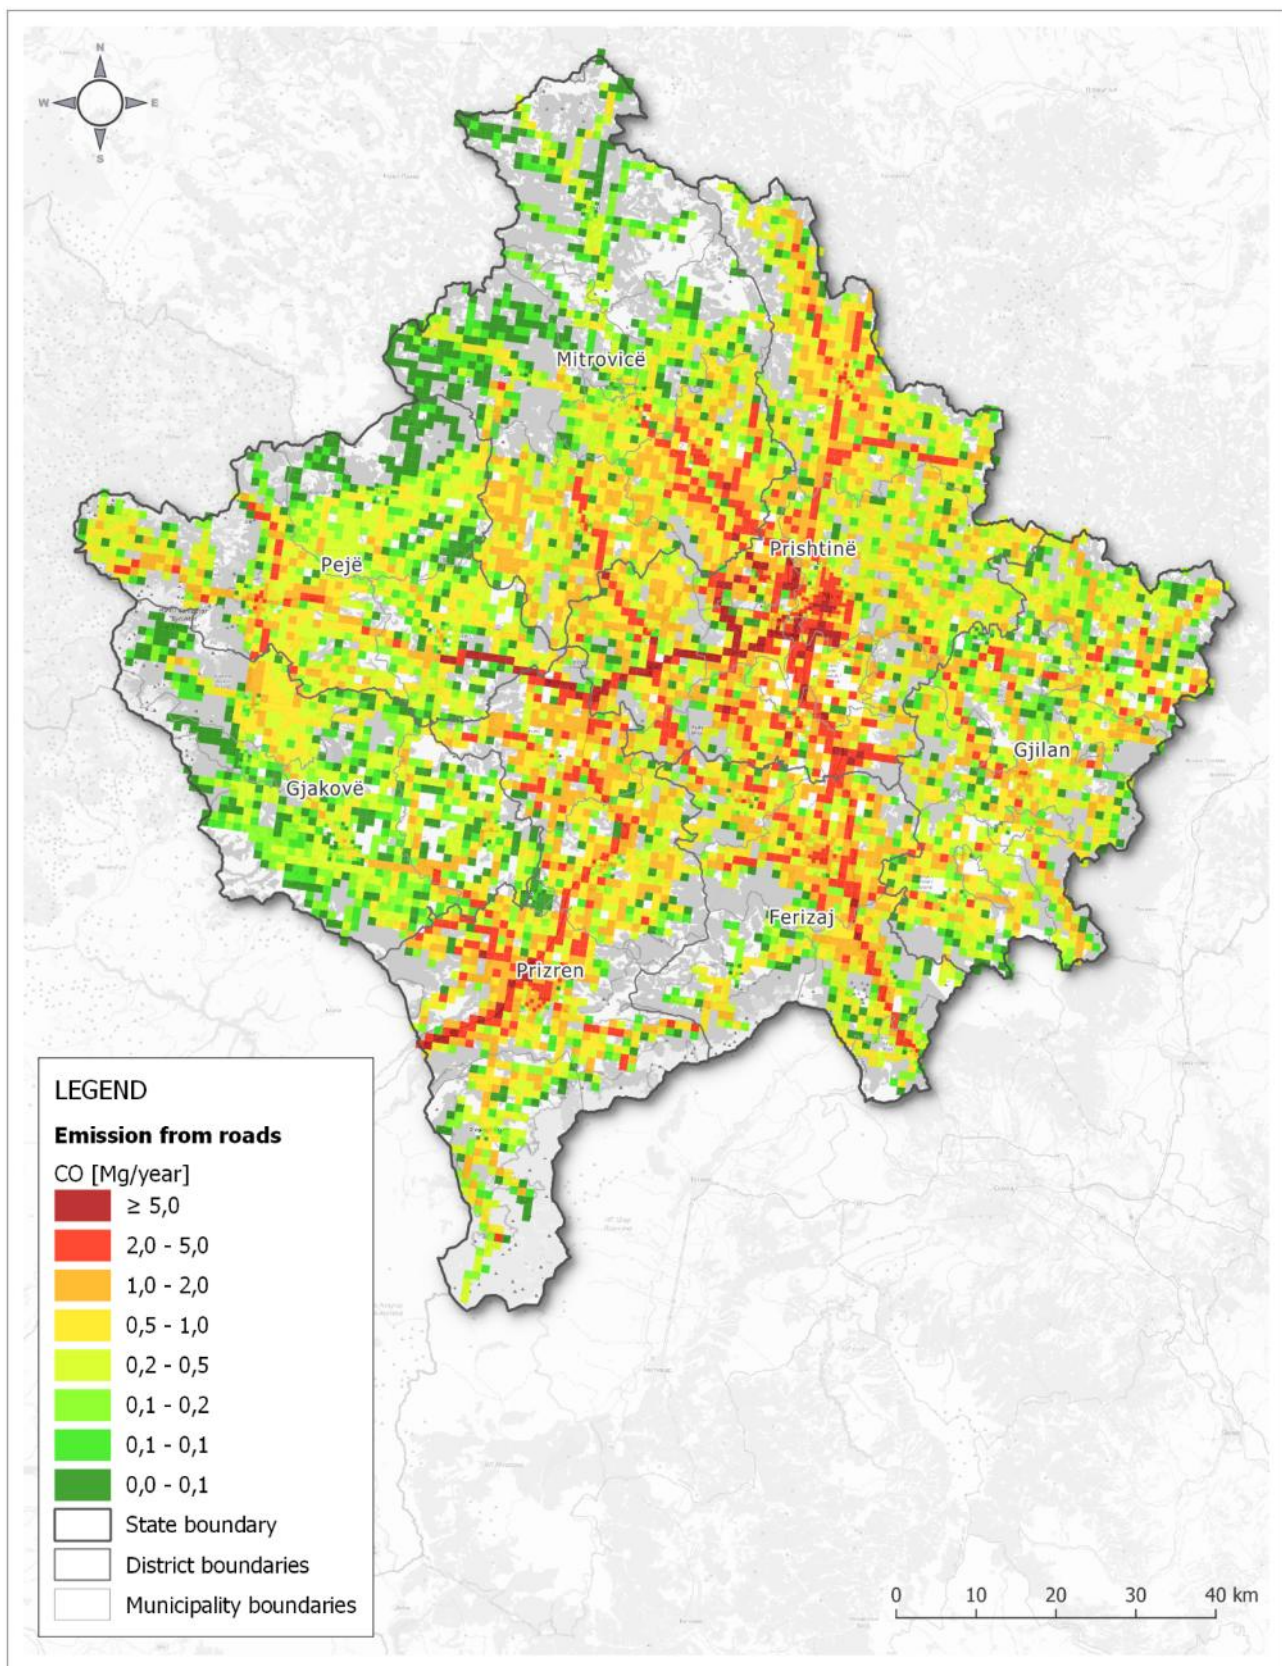 N
W
E
S
Mitrovicë
Prishtinë
Pejë
Gjilan
Gjakovë
Ferizaj
Prizren
LEGEND
Emission from roads
CO [Mg/year]
≥ 5,0
2,0 - 5,0
1,0 - 2,0
0,5 - 1,0
0,2 - 0,5
0,1 - 0,2
0,1 - 0,1
0,0 - 0,1
State boundary
District boundaries
Municipality boundaries
0 10 20 30 40 km